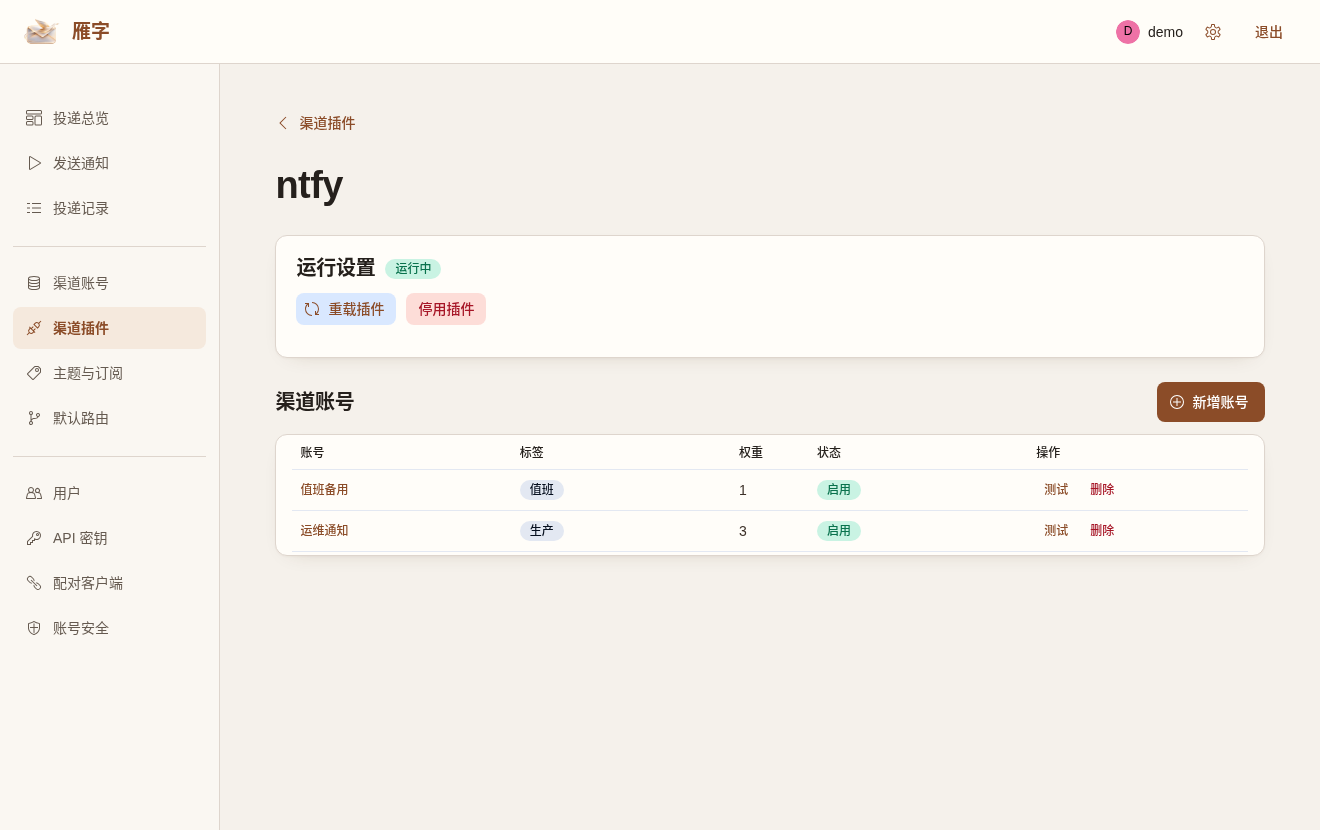 雁字
D demo 退出
投递总览
发送通知
投递记录
渠道账号
渠道插件
主题与订阅
默认路由
用户
API 密钥
配对客户端
账号安全
渠道插件
ntfy
运行设置 运行中
重载插件 停用插件
渠道账号 新增账号
账号 标签 权重 状态 操作
值班备用 值班 1 启用 测试 删除
运维通知 生产 3 启用 测试 删除